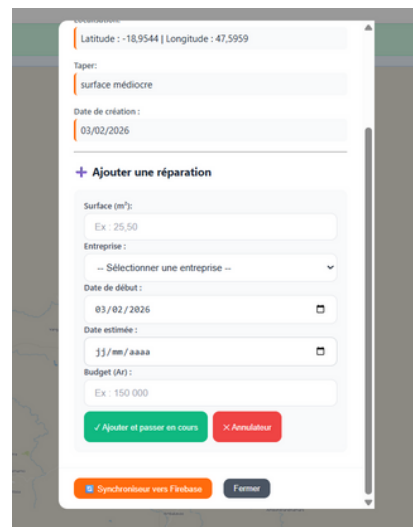 Localisation:
Latitude : -18,9544 | Longitude : 47,5959
Taper:
surface médiocre
Date de création :
03/02/2026
+ Ajouter une réparation
Surface (m²):
Ex : 25,50
Entreprise :
-- Sélectionner une entreprise --
Date de début :
03/02/2026
Date estimée :
jj/mm/aaaa
Budget (Ar) :
Ex : 150 000
✓ Ajouter et passer en cours ✕ Annulateur
Synchroniseur vers Firebase Fermer